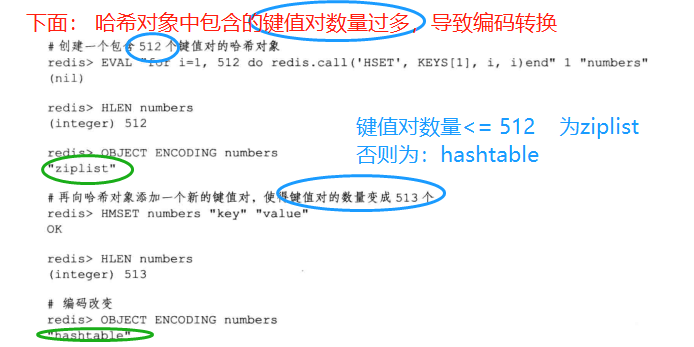 下面： 哈希对象中包含的键值对数量过多，导致编码转换
# 创建一个包含 512 个键值对的哈希对象
redis> EVAL "for i=1, 512 do redis.call('HSET', KEYS[1], i, i)end" 1 "numbers"
(nil)
redis> HLEN numbers
(integer) 512
键值对数量<= 512 为ziplist
否则为：hashtable
redis> OBJECT ENCODING numbers
"ziplist"
# 再向哈希对象添加一个新的键值对，使得键值对的数量变成 513 个
redis> HMSET numbers "key" "value"
OK
redis> HLEN numbers
(integer) 513
# 编码改变
redis> OBJECT ENCODING numbers
"hashtable"